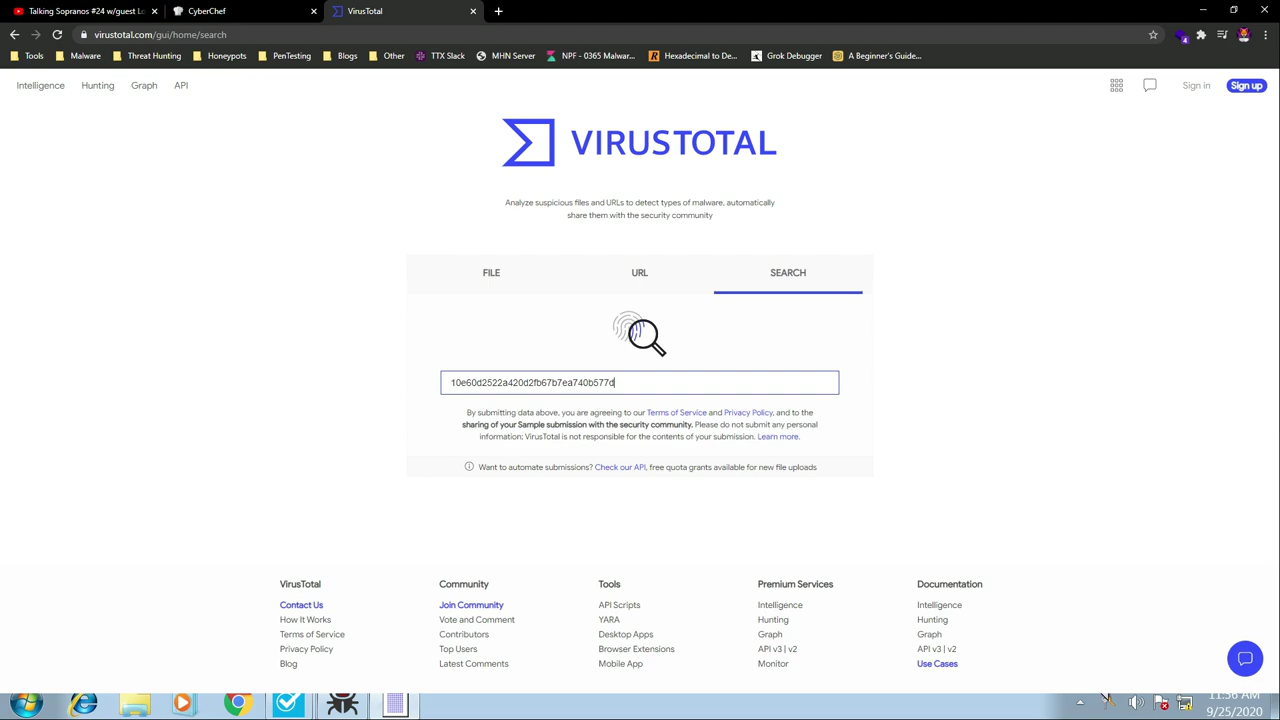 Talking Sopranos #24 w/guest Lo
CyberChef
VirusTotal
virustotal.com/gui/home/search
Tools
Malware
Threat Hunting
Honeypots
PenTesting
Blogs
Other
TTX Slack
MHN Server
NPF - 0365 Malwar...
Hexadecimal to De...
Grok Debugger
A Beginner's Guide...
Intelligence
Hunting
Graph
API
Sign in
Sign up
VIRUSTOTAL
Analyze suspicious files and URLs to detect types of malware, automatically
share them with the security community
FILE
URL
SEARCH
10e60d2522a420d2fb67b7ea740b577d
By submitting data above, you are agreeing to our Terms of Service and Privacy Policy, and to the
sharing of your Sample submission with the security community. Please do not submit any personal
information; VirusTotal is not responsible for the contents of your submission. Learn more.
Want to automate submissions? Check our API, free quota grants available for new file uploads
VirusTotal
Contact Us
How It Works
Terms of Service
Privacy Policy
Blog
Community
Join Community
Vote and Comment
Contributors
Top Users
Latest Comments
Tools
API Scripts
YARA
Desktop Apps
Browser Extensions
Mobile App
Premium Services
Intelligence
Hunting
Graph
API v3 | v2
Monitor
Documentation
Intelligence
Hunting
Graph
API v3 | v2
Use Cases
11:56 AM
9/25/2020